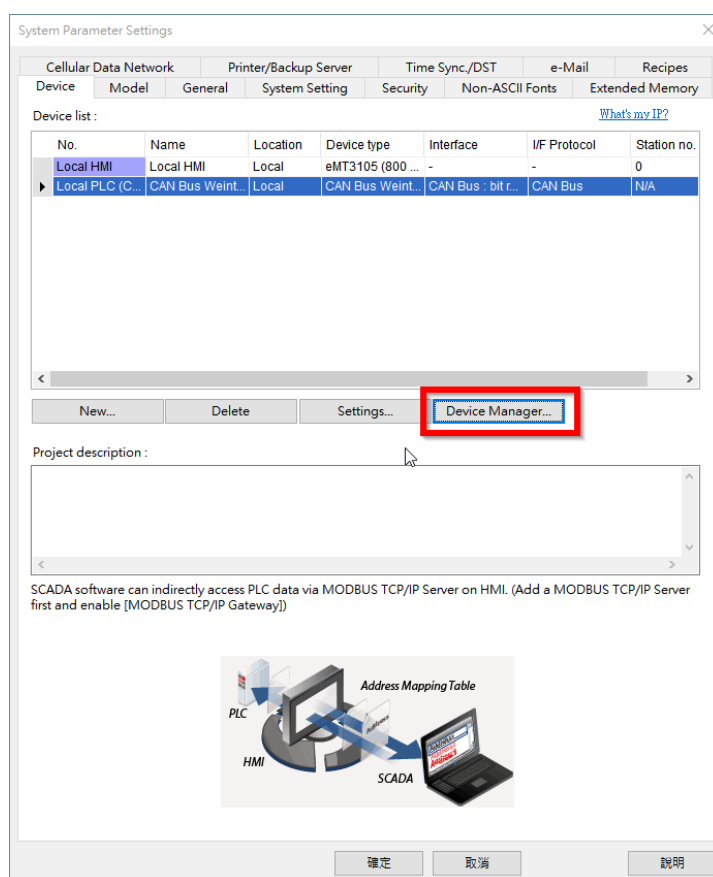 System Parameter Settings
Cellular Data Network Printer/Backup Server Time Sync./DST e-Mail Recipes
Device Model General System Setting Security Non-ASCII Fonts Extended Memory
Device list : What's my IP?
No. Name Location Device type Interface I/F Protocol Station no.
Local HMI Local HMI Local eMT3105 (800 ... - - 0
Local PLC (C... CAN Bus Weint... Local CAN Bus Weint... CAN Bus : bit r... CAN Bus N/A
New... Delete Settings... Device Manager...
Project description :
SCADA software can indirectly access PLC data via MODBUS TCP/IP Server on HMI. (Add a MODBUS TCP/IP Server
first and enable [MODBUS TCP/IP Gateway])
Address Mapping Table
PLC
Address
HMI
SCADA
確定 取消 說明